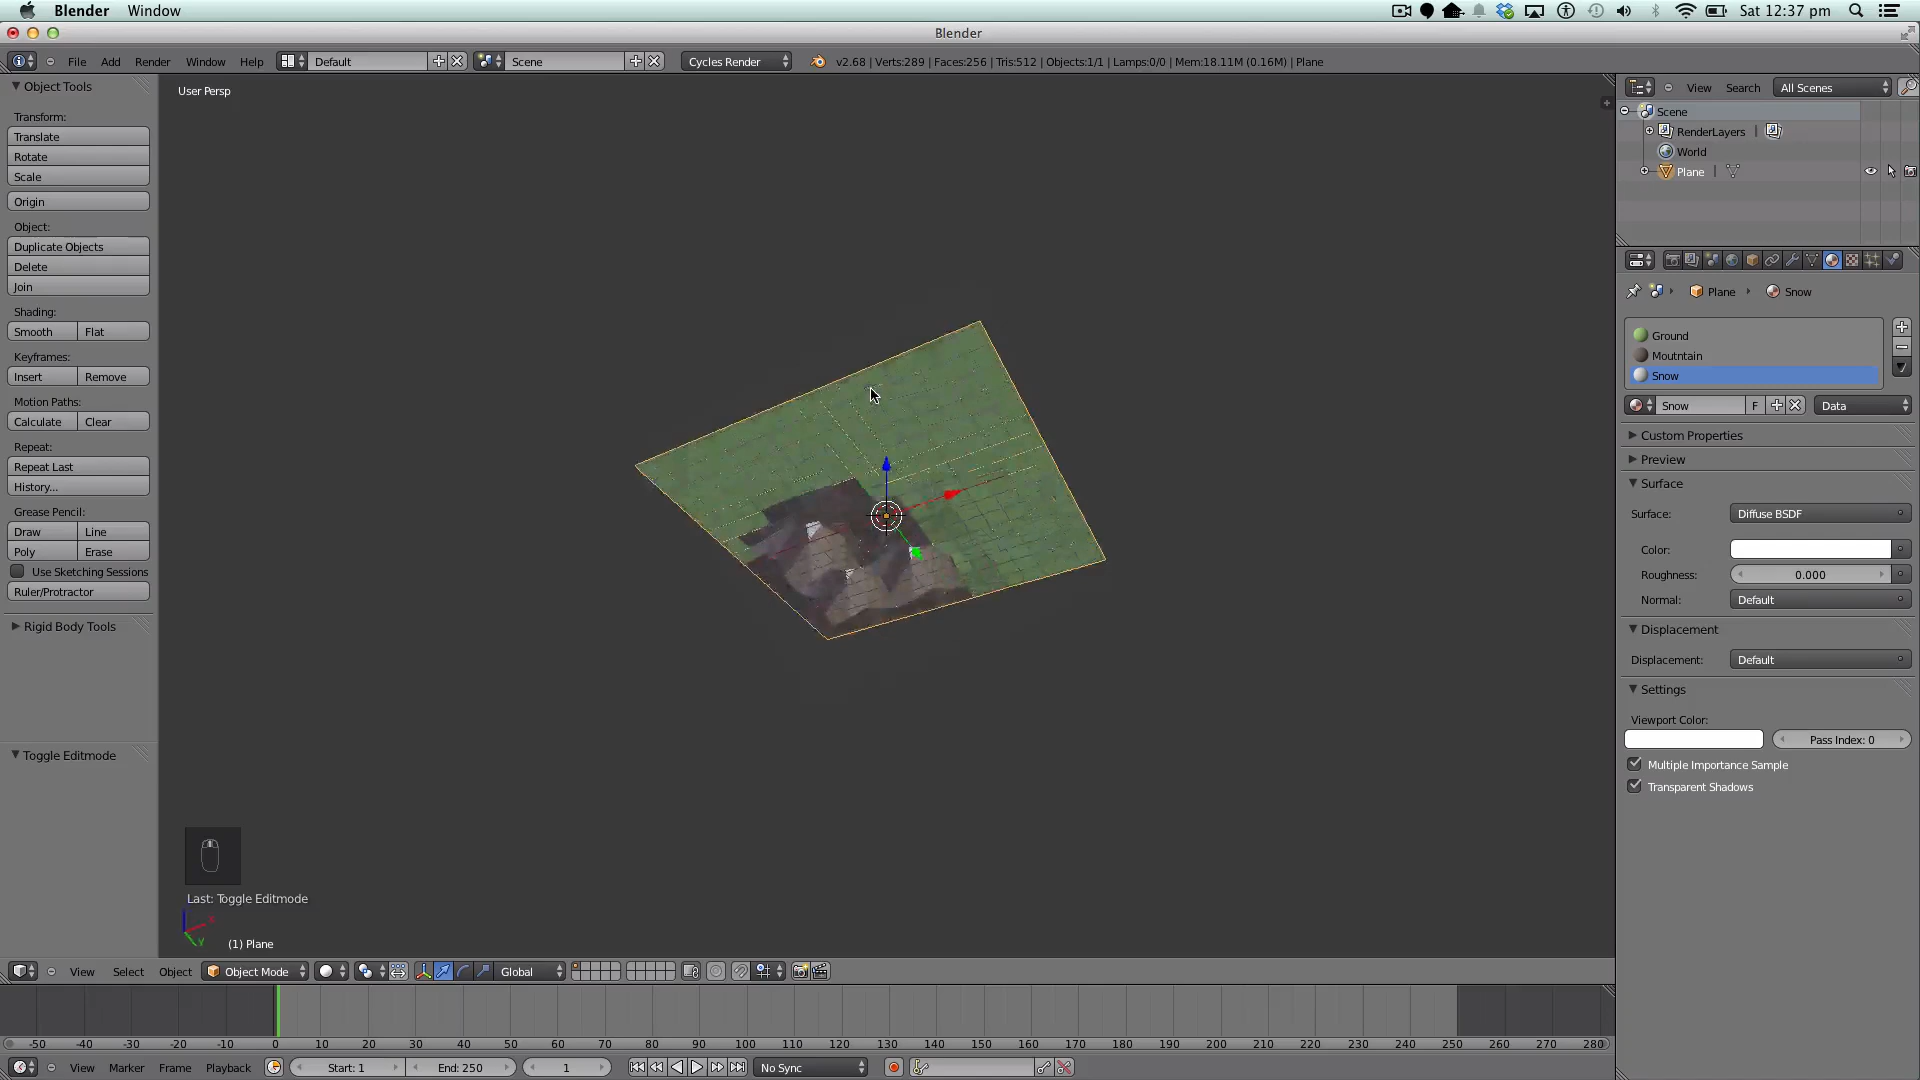 Blender Window Sat 12:37 pm
Blender
File Add Render Window Help Default Scene Cycles Render v2.68 | Verts:289 | Faces:256 | Tris:512 | Objects:1/1 | Lamps:0/0 | Mem:18.11M (0.16M) | Plane
Object Tools
User Persp
View Search All Scenes
Transform:
Scene
Translate
RenderLayers |
Rotate
World
Scale
Plane |
Origin
Object:
Duplicate Objects
Delete
Join
Plane Snow
Shading:
Smooth Flat
Ground
Keyframes:
Moutntain
Insert Remove
Snow
Motion Paths:
Snow F Data
Calculate Clear
Custom Properties
Repeat:
Preview
Repeat Last
Surface
History...
Surface: Diffuse BSDF
Grease Pencil:
Draw Line
Color:
Poly Erase
Use Sketching Sessions
Roughness: 0.000
Ruler/Protractor
Normal: Default
Rigid Body Tools
Displacement
Displacement: Default
Settings
Viewport Color:
Pass Index: 0
Toggle Editmode
Multiple Importance Sample
Transparent Shadows
Last: Toggle Editmode
x
Y
(1) Plane
View Select Object Object Mode Global
-50 -40 -30 -20 -10 0 10 20 30 40 50 60 70 80 90 100 110 120 130 140 150 160 170 180 190 200 210 220 230 240 250 260 270 280
View Marker Frame Playback Start: 1 End: 250 1 No Sync